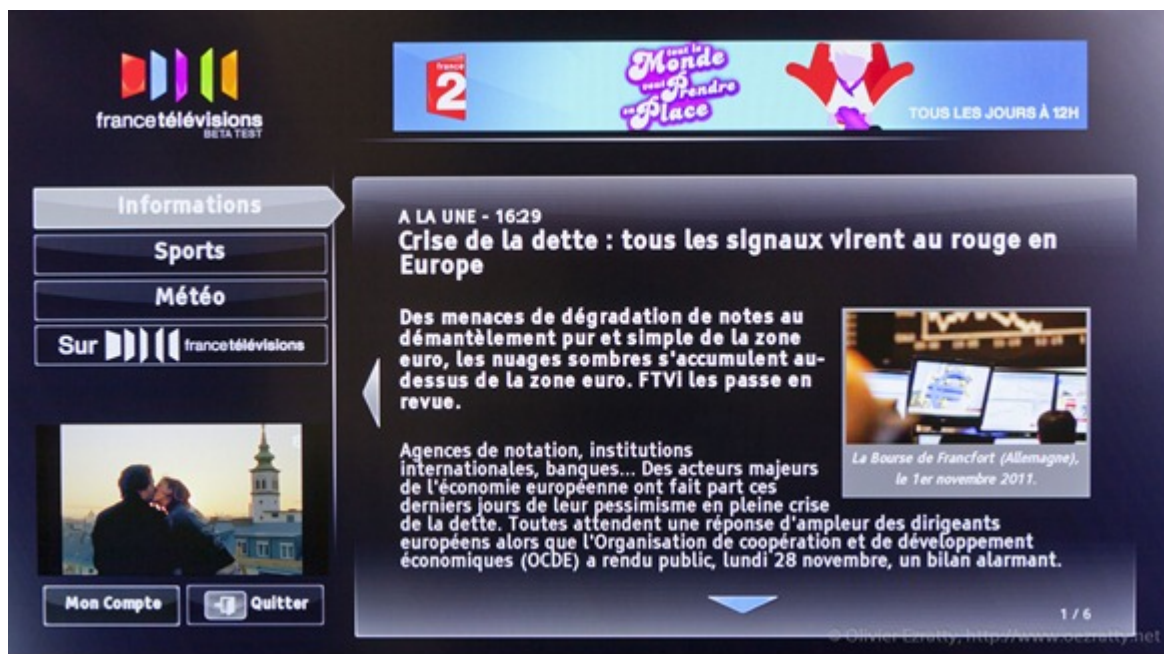 francetélévisions
BETA TEST
france
2
tout le
Monde
veut Prendre
sa Place
TOUS LES JOURS À 12H
Informations
Sports
Météo
Sur francetélévisions
A LA UNE - 16:29
Crise de la dette : tous les signaux virent au rouge en
Europe
Des menaces de dégradation de notes au
démantèlement pur et simple de la zone
euro, les nuages sombres s'accumulent au-
dessus de la zone euro. FTVi les passe en
revue.
La Bourse de Francfort (Allemagne),
le 1er novembre 2011.
Agences de notation, institutions
internationales, banques... Des acteurs majeurs
de l'économie européenne ont fait part ces
derniers jours de leur pessimisme en pleine crise
de la dette. Toutes attendent une réponse d'ampleur des dirigeants
européens alors que l'Organisation de coopération et de développement
économiques (OCDE) a rendu public, lundi 28 novembre, un bilan alarmant.
Mon Compte
Quitter
1 / 6
© Olivier Ezratty, http://www.oezratty.net